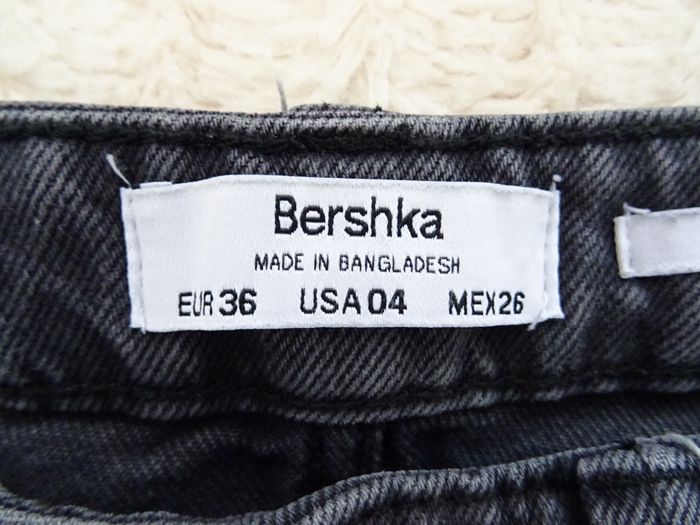 Bershka
MADE IN BANGLADESH
EUR 36 USA 04 MEX 26